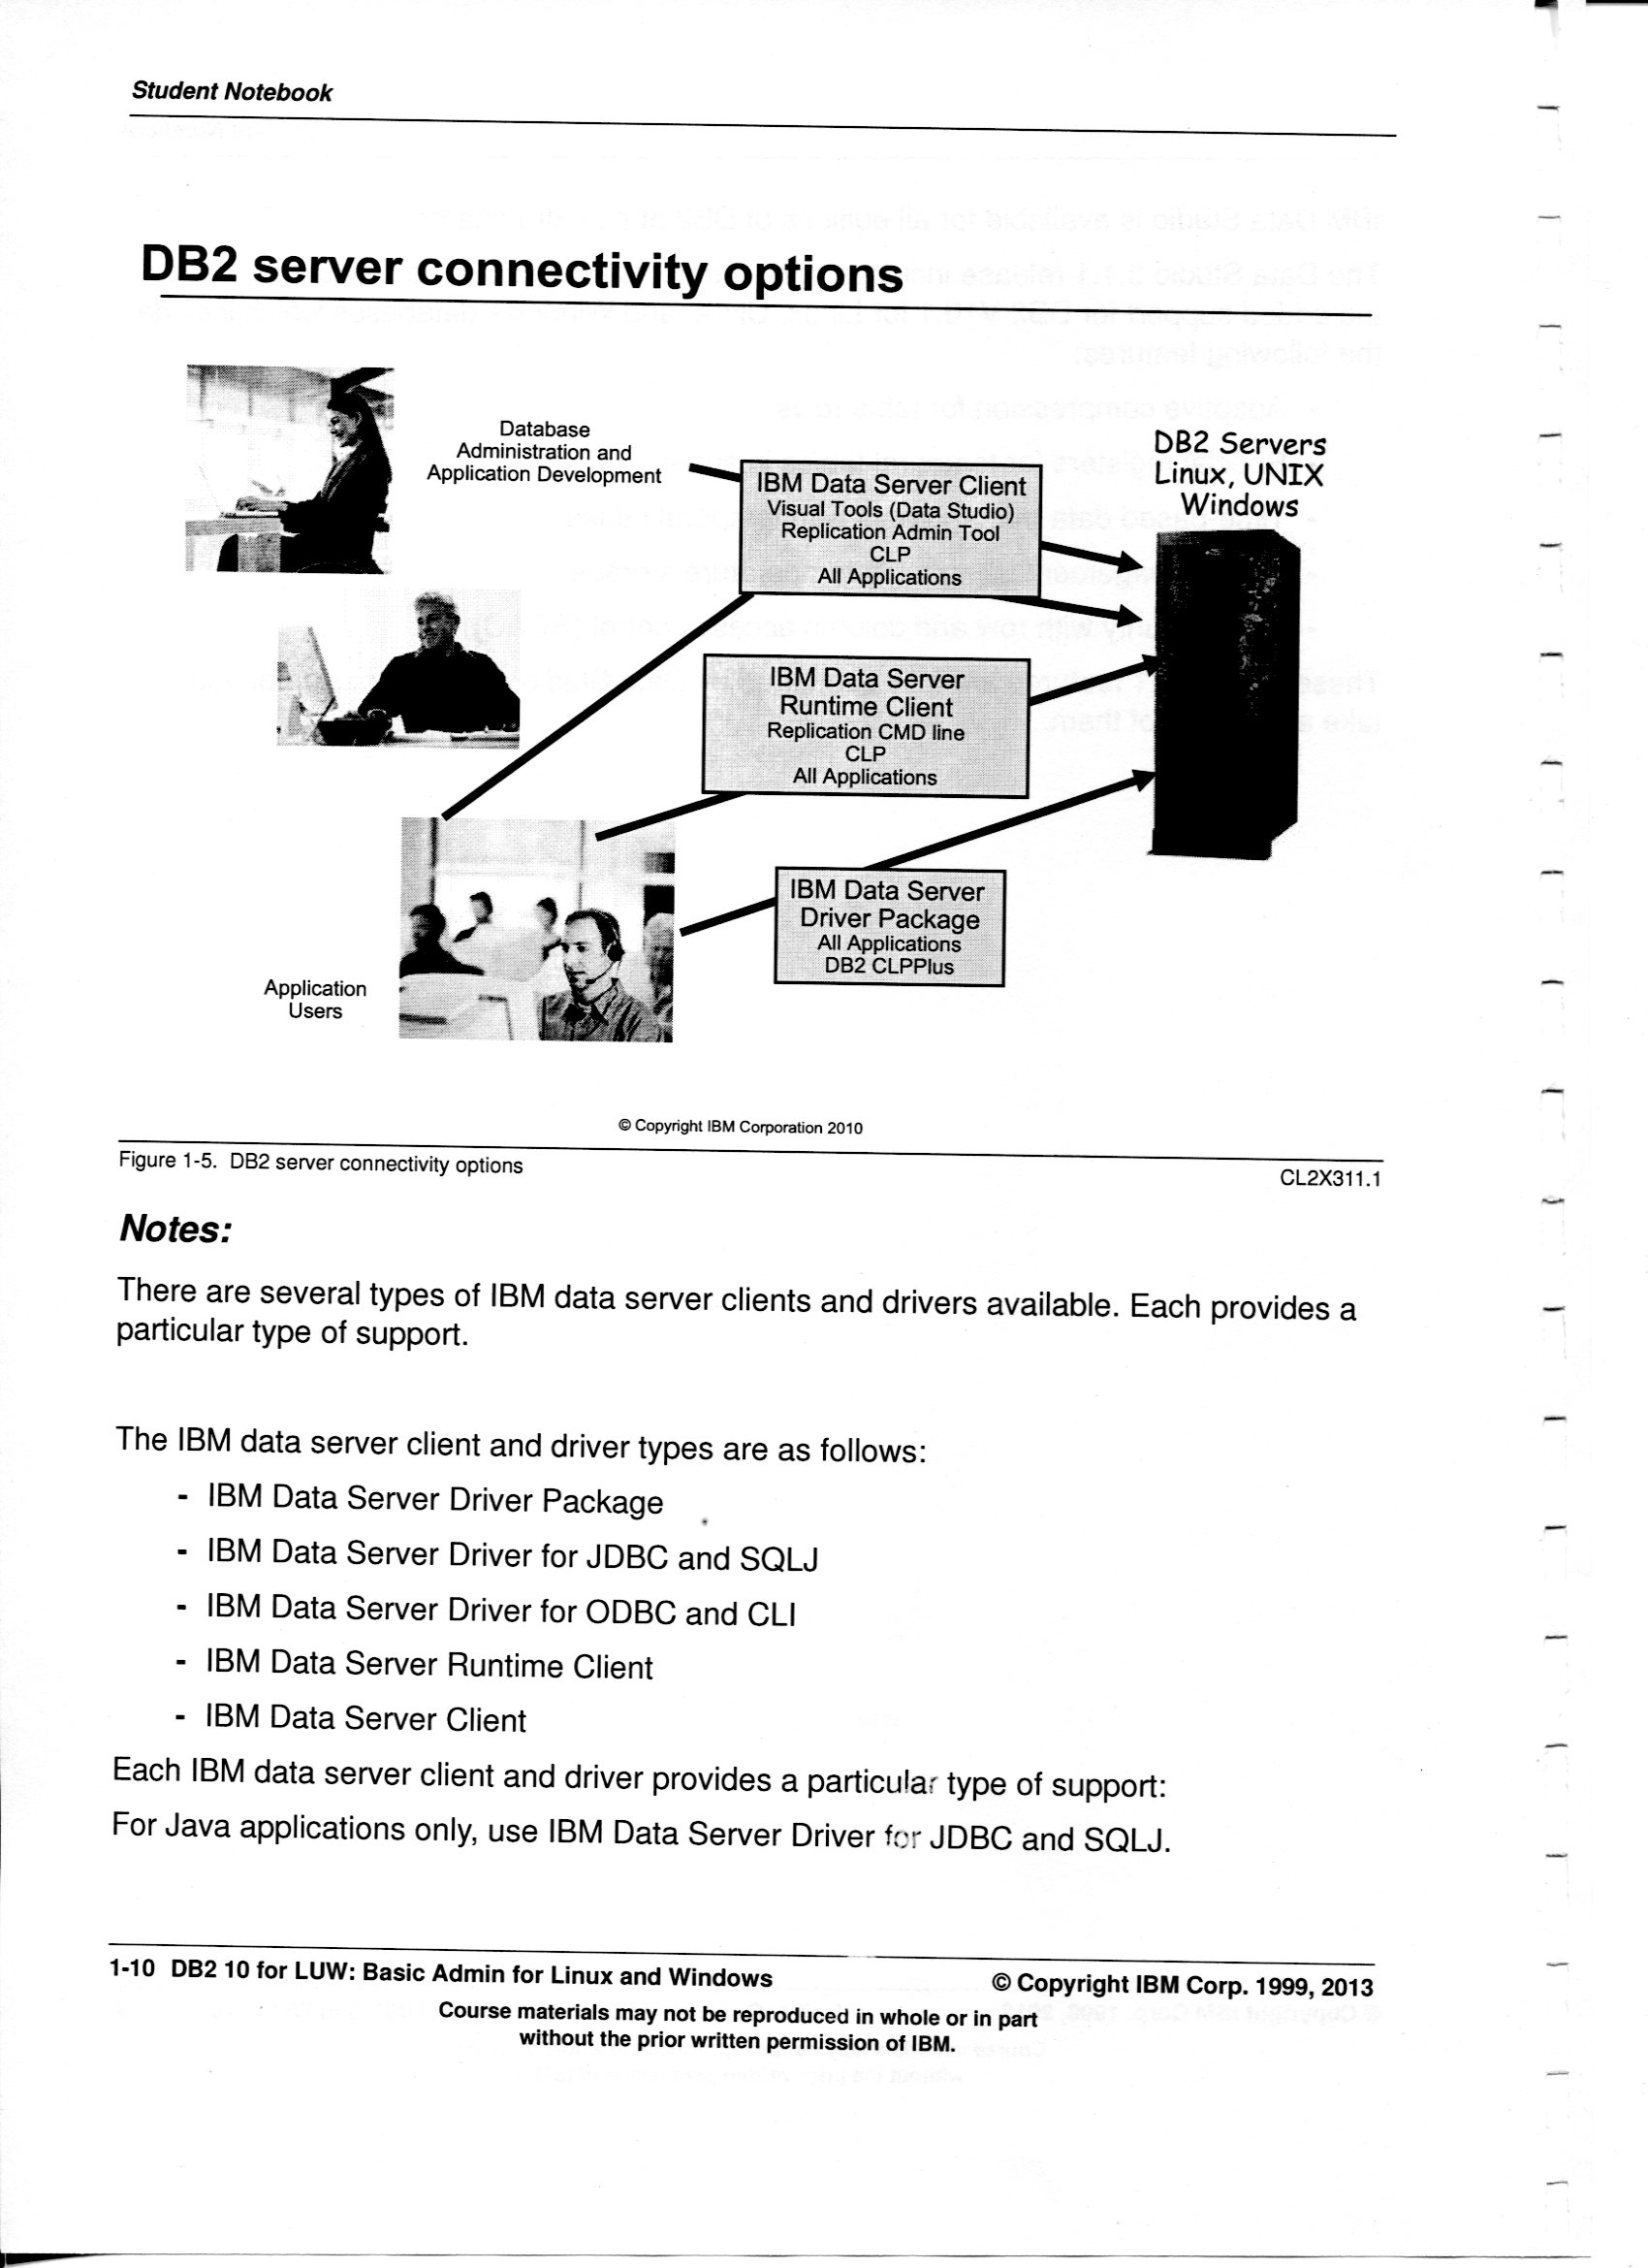 Student Notebook
DB2 server connectivity options
Database
Administration and
Application Development
DB2 Servers
Linux, UNIX
Windows
IBM Data Server Client
Visual Tools (Data Studio)
Replication Admin Tool
CLP
All Applications
IBM Data Server
Runtime Client
Replication CMD line
CLP
All Applications
IBM Data Server
Driver Package
All Applications
DB2 CLPPlus
Application
Users
© Copyright IBM Corporation 2010
Figure 1-5. DB2 server connectivity options
CL2X311.1
Notes:
There are several types of IBM data server clients and drivers available. Each provides a
particular type of support.
The IBM data server client and driver types are as follows:
- IBM Data Server Driver Package
- IBM Data Server Driver for JDBC and SQLJ
- IBM Data Server Driver for ODBC and CLI
- IBM Data Server Runtime Client
- IBM Data Server Client
Each IBM data server client and driver provides a particular type of support:
For Java applications only, use IBM Data Server Driver for JDBC and SQLJ.
1-10 DB2 10 for LUW: Basic Admin for Linux and Windows
© Copyright IBM Corp. 1999, 2013
Course materials may not be reproduced in whole or in part
without the prior written permission of IBM.